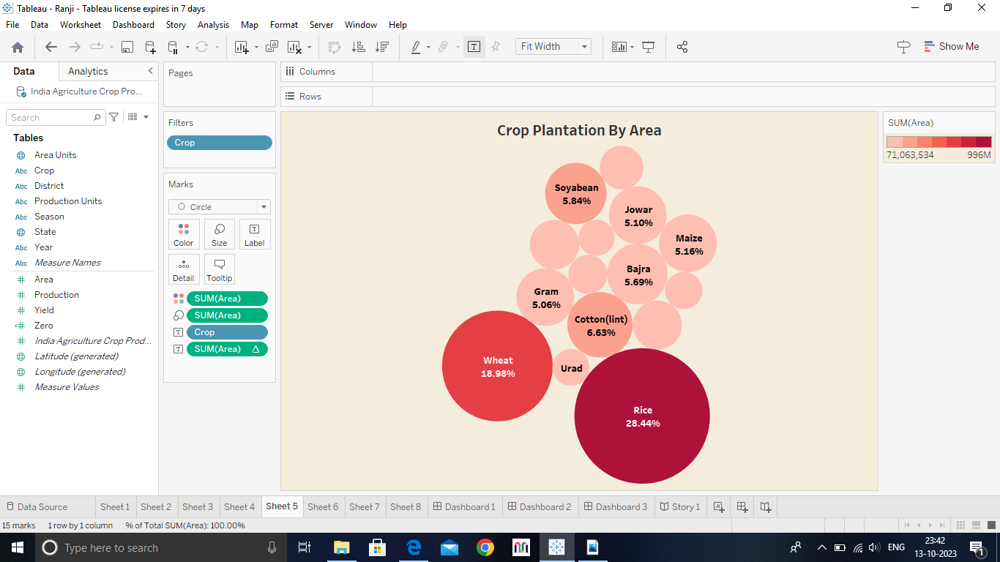 Tableau - Ranji - Tableau license expires in 7 days
File Data Worksheet Dashboard Story Analysis Map Format Server Window Help
Fit Width
Show Me
Data Analytics
India Agriculture Crop Pro...
Search
Tables
Area Units
Abc Crop
Abc District
Abc Production Units
Abc Season
State
Abc Year
Abc Measure Names
Area
Production
Yield
Zero
India Agriculture Crop Prod...
Latitude (generated)
Longitude (generated)
Measure Values
Pages
Filters
Crop
Marks
Circle
Color Size Label
Detail Tooltip
SUM(Area)
SUM(Area)
Crop
SUM(Area) Δ
Columns
Rows
Crop Plantation By Area
Soyabean
5.84%
Jowar
5.10%
Maize
5.16%
Bajra
5.69%
Gram
5.06%
Cotton(lint)
6.63%
Wheat
18.98%
Urad
Rice
28.44%
SUM(Area)
71,063,534 996M
Data Source Sheet 1 Sheet 2 Sheet 3 Sheet 4 Sheet 5 Sheet 6 Sheet 7 Sheet 8 Dashboard 1 Dashboard 2 Dashboard 3 Story 1
15 marks 1 row by 1 column % of Total SUM(Area): 100.00%
Type here to search
ENG
23:42
13-10-2023
1